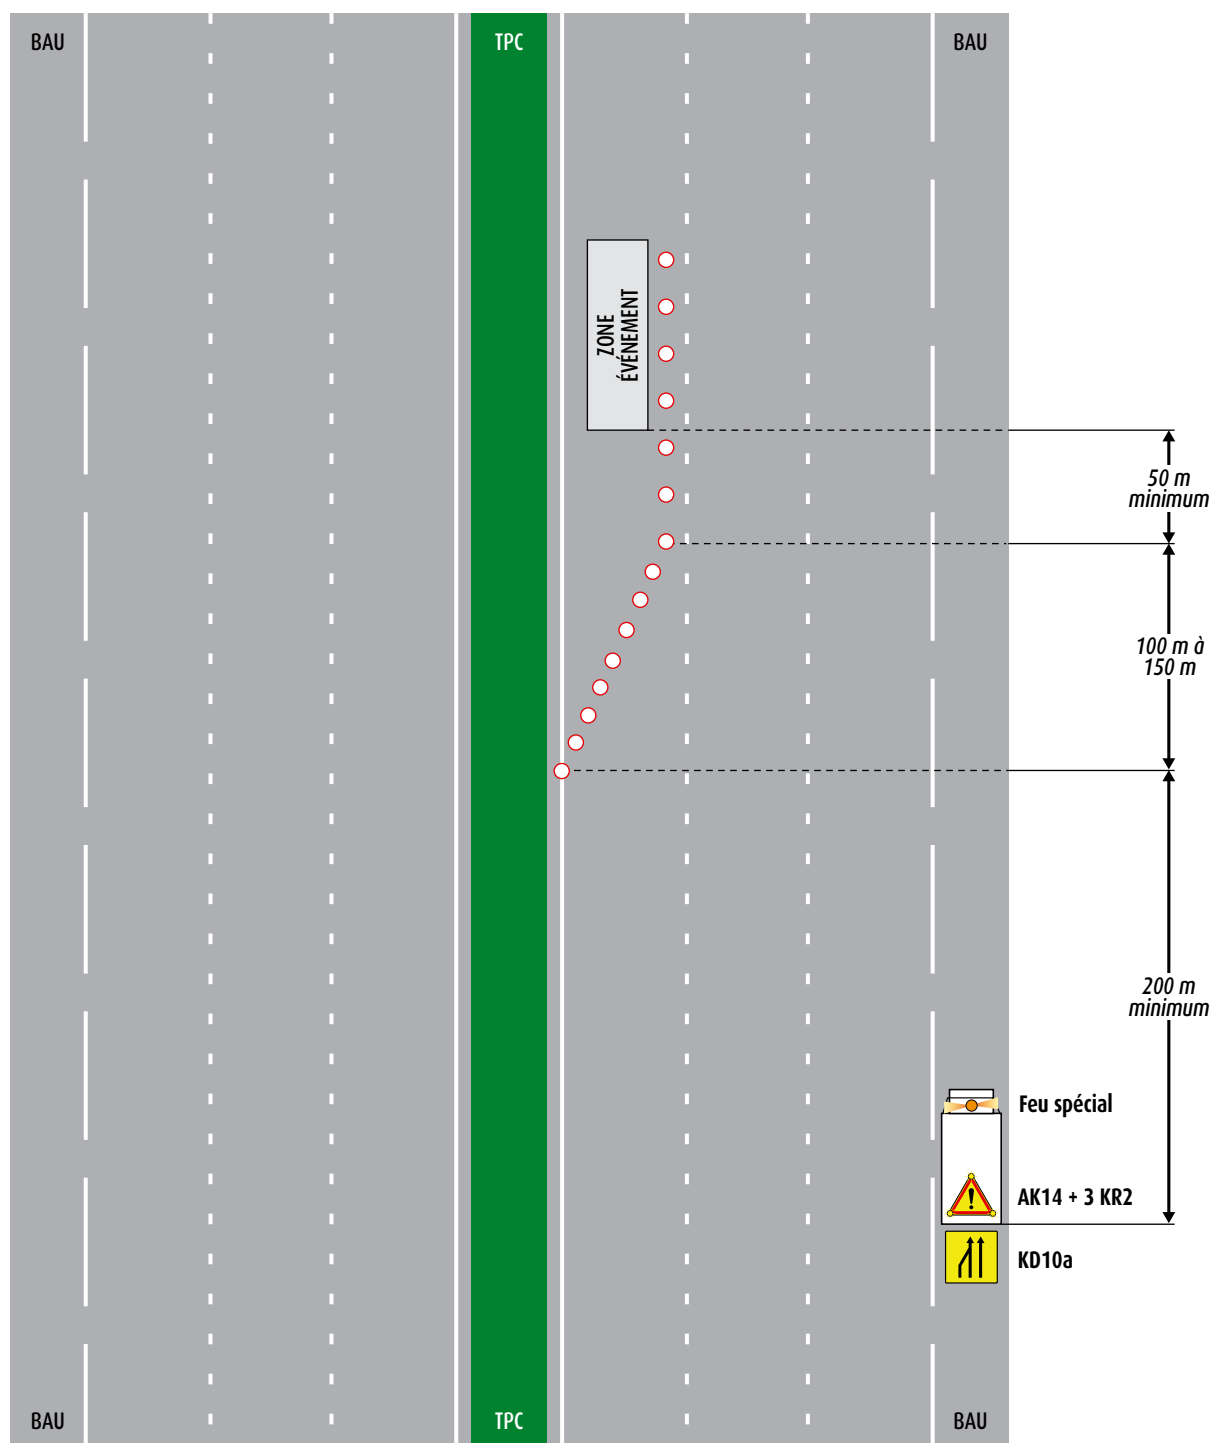 BAU
TPC
BAU
ZONE
ÉVÉNEMENT
50 m
minimum
100 m à
150 m
200 m
minimum
Feu spécial
!
AK14 + 3 KR2
KD10a
BAU
TPC
BAU